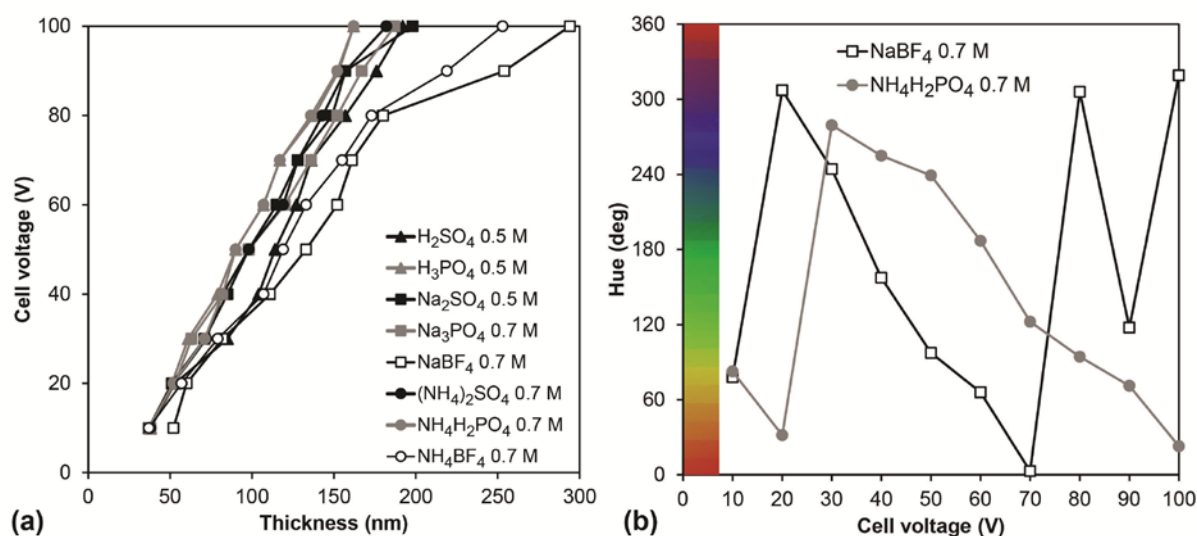 100
80
60
40
20
0
Cell voltage (V)
H₂SO₄ 0.5 M
H₃PO₄ 0.5 M
Na₂SO₄ 0.5 M
Na₃PO₄ 0.7 M
NaBF₄ 0.7 M
(NH₄)₂SO₄ 0.7 M
NH₄H₂PO₄ 0.7 M
NH₄BF₄ 0.7 M
0 50 100 150 200 250 300
(a) Thickness (nm)
360
300
240
180
120
60
0
Hue (deg)
NaBF₄ 0.7 M
NH₄H₂PO₄ 0.7 M
0 10 20 30 40 50 60 70 80 90 100
(b) Cell voltage (V)